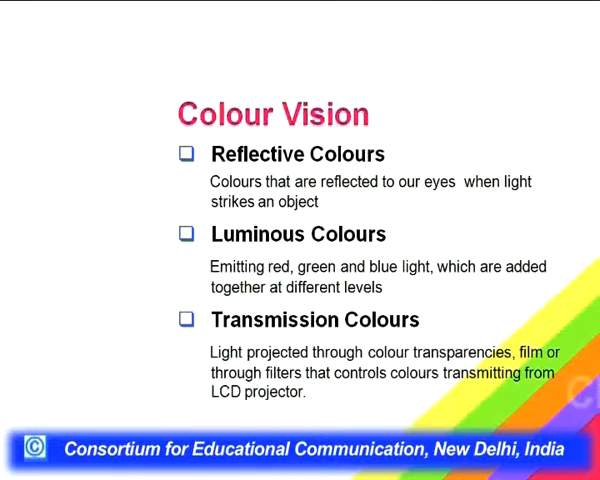 Colour Vision
❑ Reflective Colours
Colours that are reflected to our eyes when light
strikes an object
❑ Luminous Colours
Emitting red, green and blue light, which are added
together at different levels
❑ Transmission Colours
Light projected through colour transparencies, film or
through filters that controls colours transmitting from
LCD projector.
© Consortium for Educational Communication, New Delhi, India